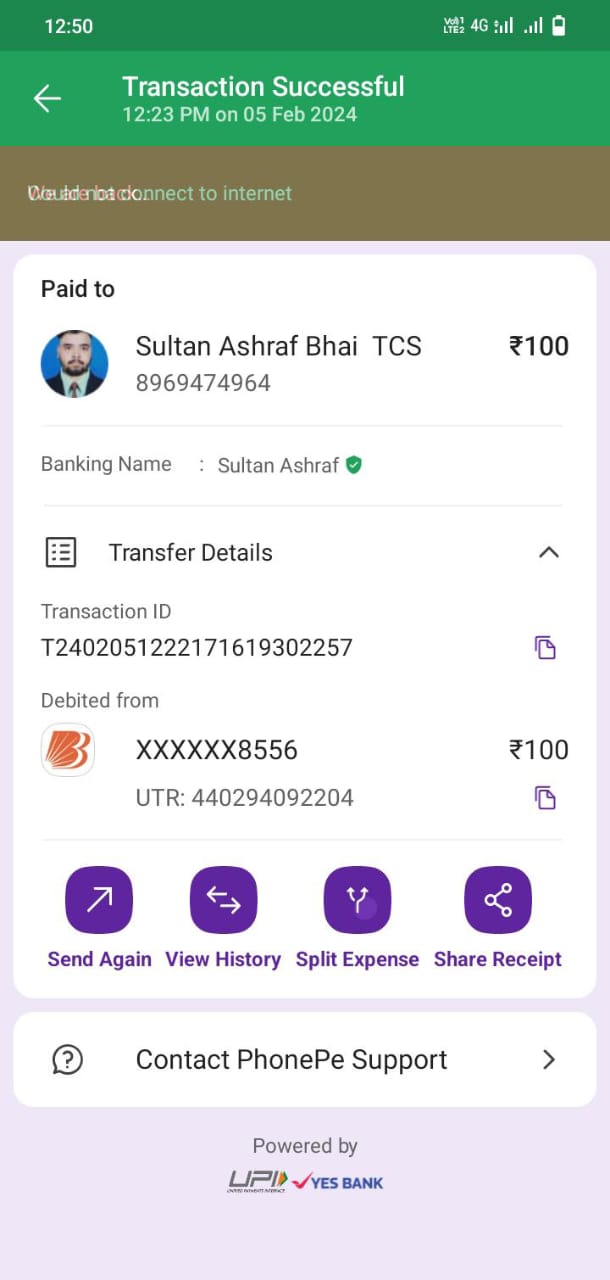 12:50
Vo)) 1
LTE2 4G
Transaction Successful
12:23 PM on 05 Feb 2024
Could not connect to internet
Paid to
Sultan Ashraf Bhai TCS ₹100
8969474964
Banking Name : Sultan Ashraf
Transfer Details
Transaction ID
T2402051222171619302257
Debited from
XXXXXX8556 ₹100
UTR: 440294092204
Send Again View History Split Expense Share Receipt
Contact PhonePe Support
Powered by
UPI YES BANK
UNIFIED PAYMENTS INTERFACE